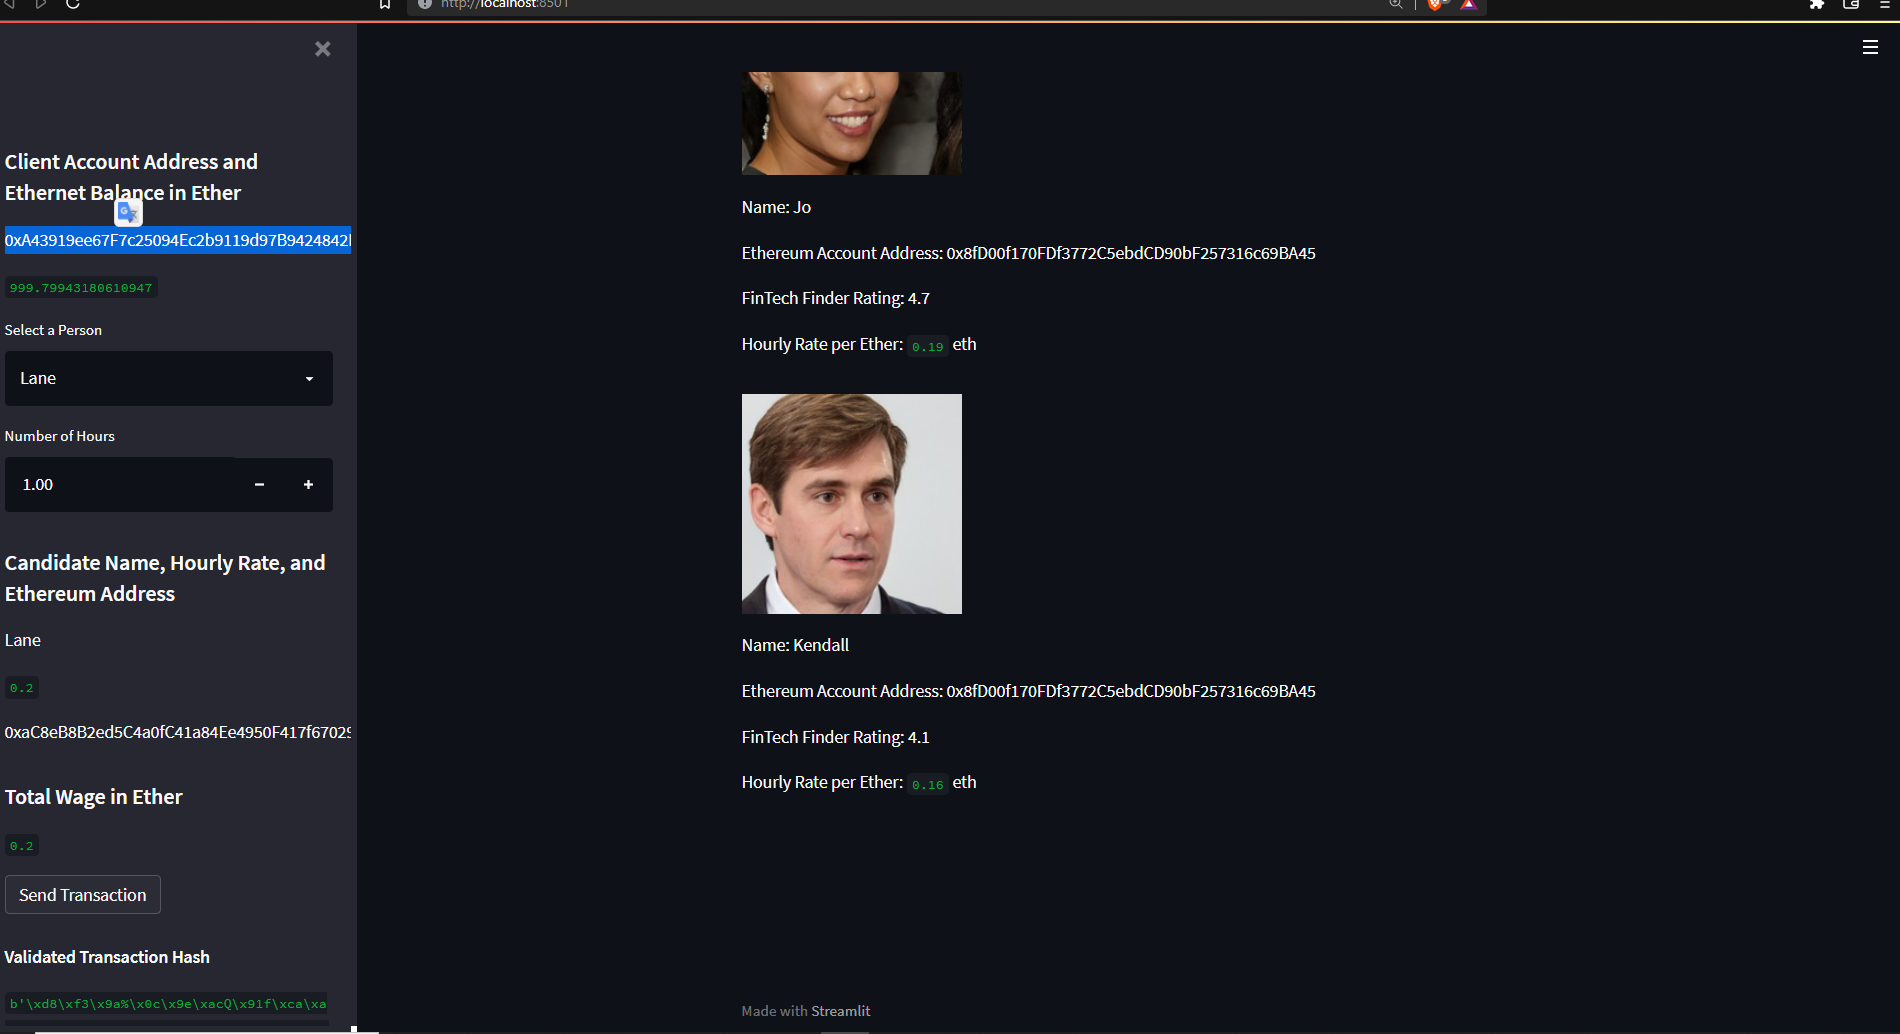 http://localhost:8501
Client Account Address and
Ethernet Balance in Ether
0xA43919ee67F7c25094Ec2b9119d97B9424842
999.79943180610947
Select a Person
Lane
Number of Hours
1.00
Candidate Name, Hourly Rate, and
Ethereum Address
Lane
0.2
0xaC8eB8B2ed5C4a0fC41a84Ee4950F417f67029
Total Wage in Ether
0.2
Send Transaction
Validated Transaction Hash
b'\xd8\xf3\x9a%\x0c\x9e\xacQ\x91f\xca\xa
Name: Jo
Ethereum Account Address: 0x8fD00f170FDf3772C5ebdCD90bF257316c69BA45
FinTech Finder Rating: 4.7
Hourly Rate per Ether: 0.19 eth
Name: Kendall
Ethereum Account Address: 0x8fD00f170FDf3772C5ebdCD90bF257316c69BA45
FinTech Finder Rating: 4.1
Hourly Rate per Ether: 0.16 eth
Made with Streamlit